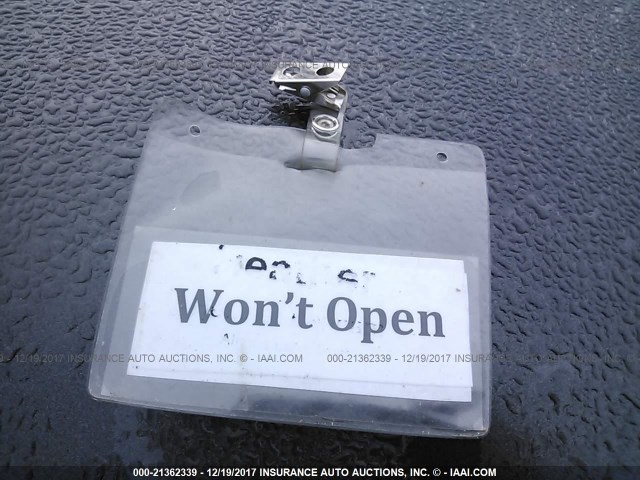 Won't Open
000-21362339 - 12/19/2017 INSURANCE AUTO AUCTIONS, INC. © - IAAI.COM